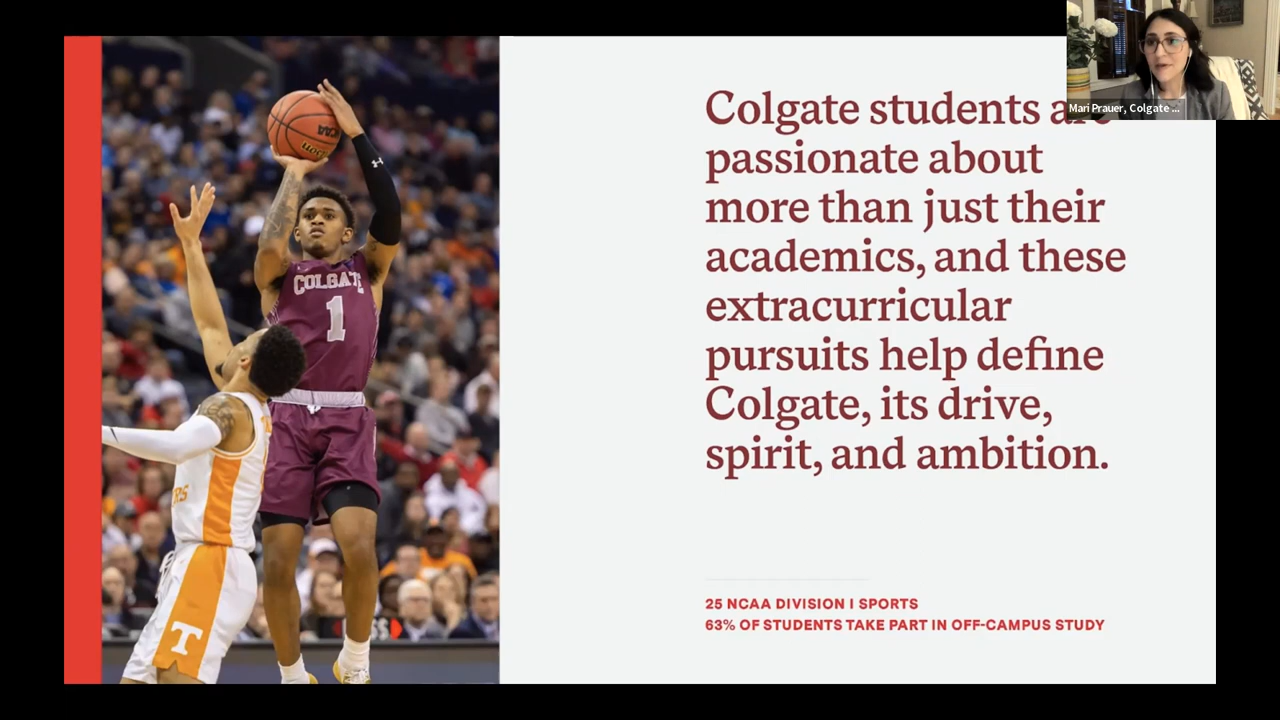 Colgate students are
passionate about
more than just their
academics, and these
extracurricular
pursuits help define
Colgate, its drive,
spirit, and ambition.
25 NCAA DIVISION I SPORTS
63% OF STUDENTS TAKE PART IN OFF-CAMPUS STUDY
Mari Prauer, Colgate ...
NCAA
COLGATE
1
T